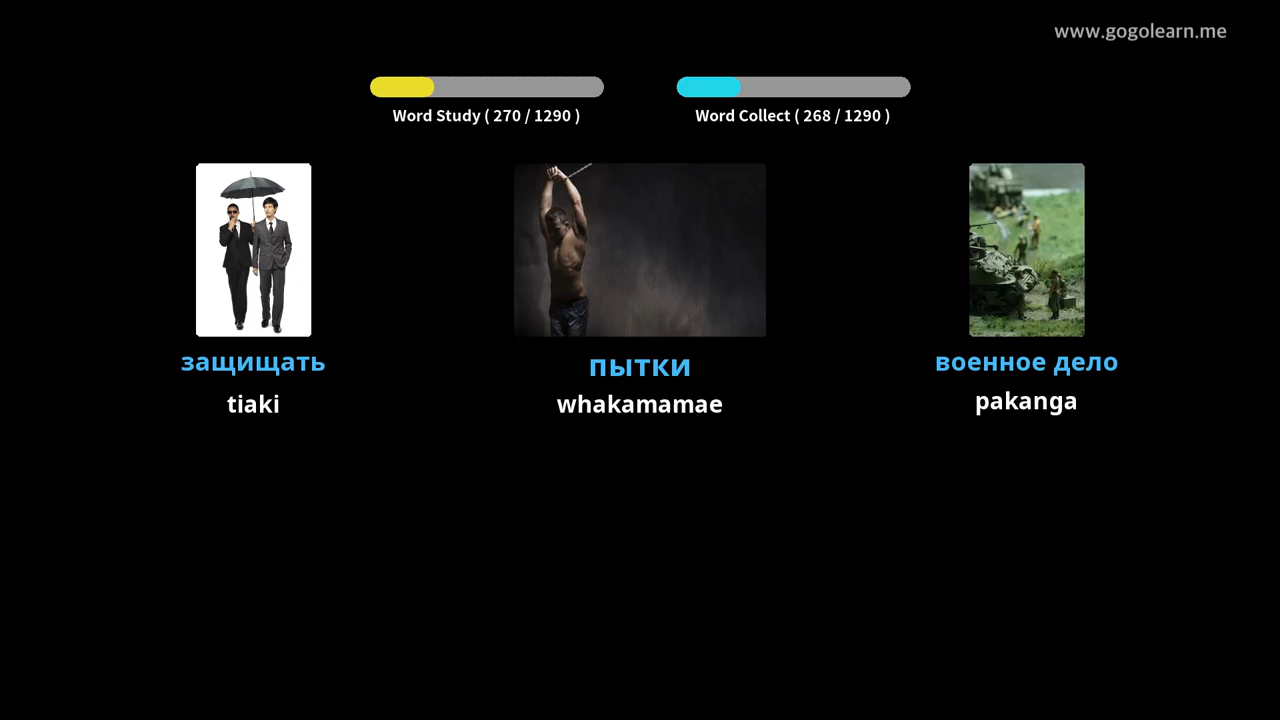 www.gogolearn.me
Word Study ( 270 / 1290 )
Word Collect ( 268 / 1290 )
защищать
tiaki
пытки
whakamamae
военное дело
pakanga